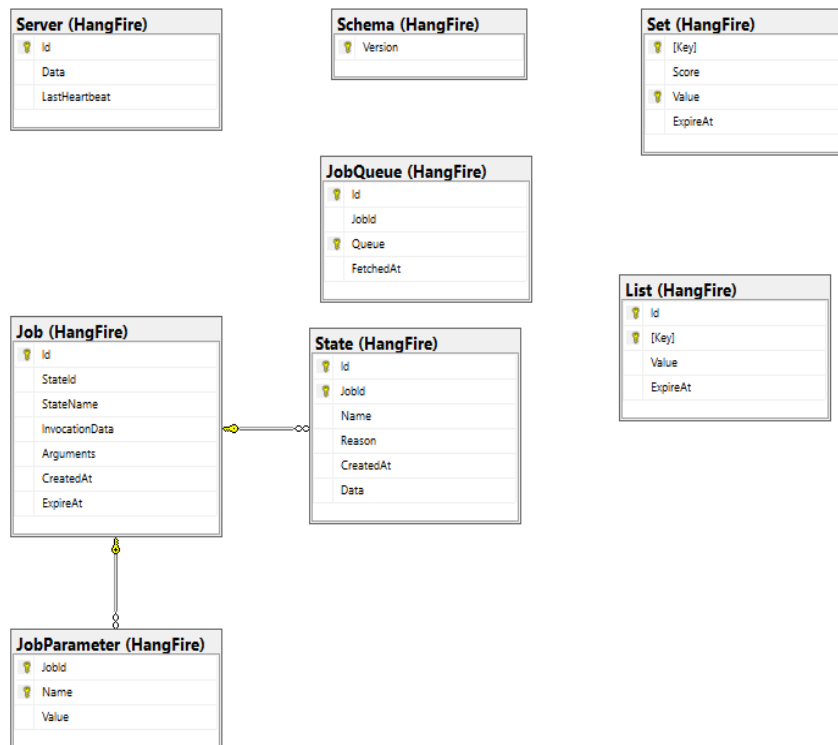 Server (HangFire)
Id
Data
LastHeartbeat
Schema (HangFire)
Version
Set (HangFire)
[Key]
Score
Value
ExpireAt
JobQueue (HangFire)
Id
JobId
Queue
FetchedAt
List (HangFire)
Id
[Key]
Value
ExpireAt
Job (HangFire)
Id
StateId
StateName
InvocationData
Arguments
CreatedAt
ExpireAt
State (HangFire)
Id
JobId
Name
Reason
CreatedAt
Data
JobParameter (HangFire)
JobId
Name
Value